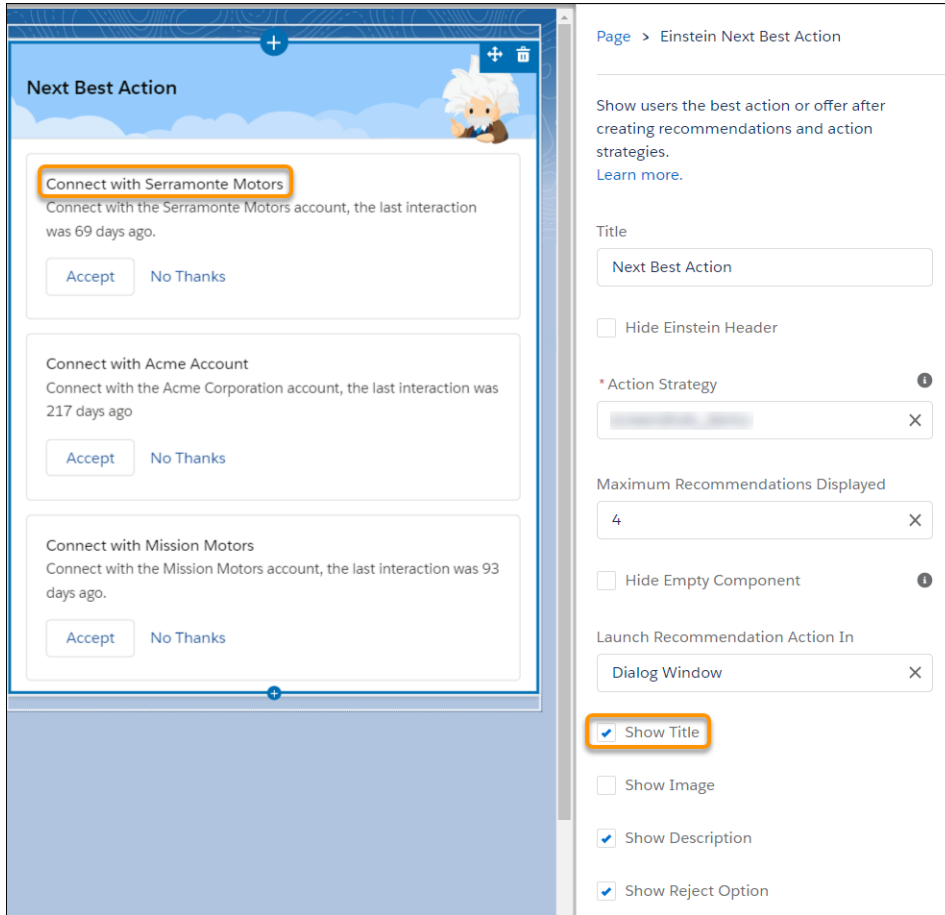 Next Best Action
Connect with Serramonte Motors
Connect with the Serramonte Motors account, the last interaction
was 69 days ago.
Accept No Thanks
Connect with Acme Account
Connect with the Acme Corporation account, the last interaction was
217 days ago
Accept No Thanks
Connect with Mission Motors
Connect with the Mission Motors account, the last interaction was 93
days ago.
Accept No Thanks
Page > Einstein Next Best Action
Show users the best action or offer after
creating recommendations and action
strategies.
Learn more.
Title
Next Best Action
Hide Einstein Header
* Action Strategy
Maximum Recommendations Displayed
4
Hide Empty Component
Launch Recommendation Action In
Dialog Window
Show Title
Show Image
Show Description
Show Reject Option